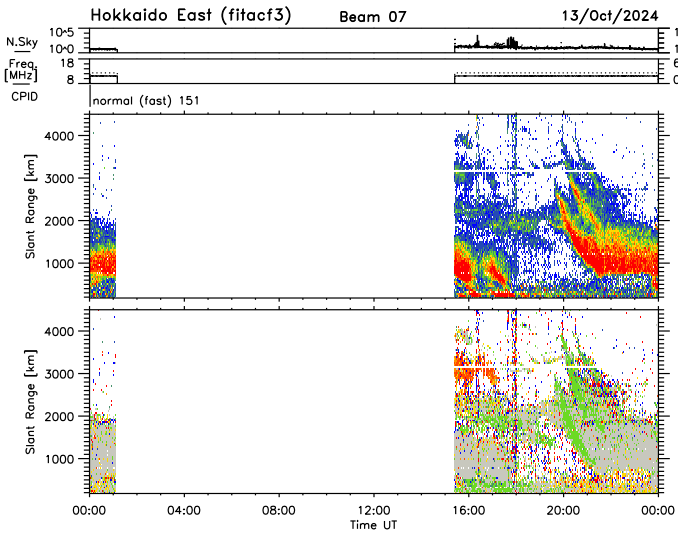 Hokkaido East (fitacf3) Beam 07 13/Oct/2024
N.Sky 10^5 10^0 1 1
Freq. [MHz] 18 8 6 0
CPID normal (fast) 151
Slant Range [km] 4000 3000 2000 1000
Slant Range [km] 4000 3000 2000 1000
00:00 04:00 08:00 12:00 16:00 20:00 00:00
Time UT